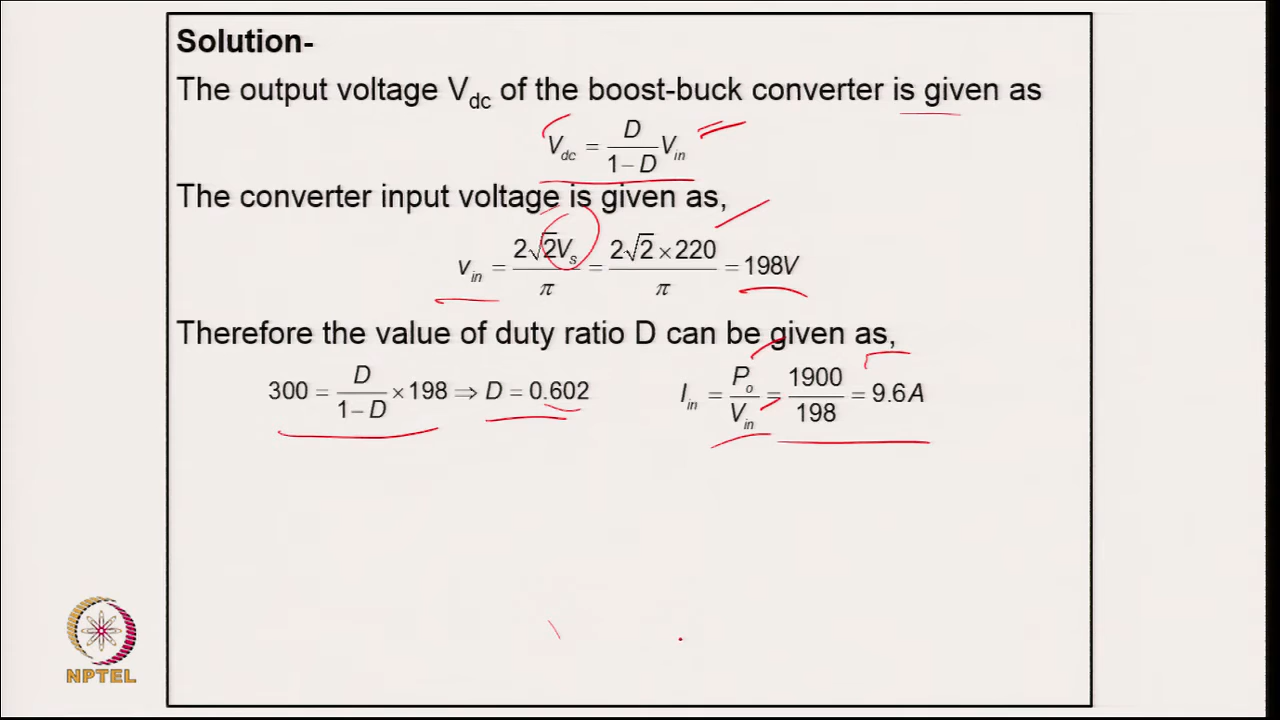 Solution-
The output voltage V_dc of the boost-buck converter is given as
V_dc = D / (1 – D) V_in
The converter input voltage is given as,
v_in = 2√2V_s / π = 2√2 × 220 / π = 198V
Therefore the value of duty ratio D can be given as,
300 = D / (1 – D) × 198 ⇒ D = 0.602    I_in = P_o / V_in = 1900 / 198 = 9.6A
NPTEL